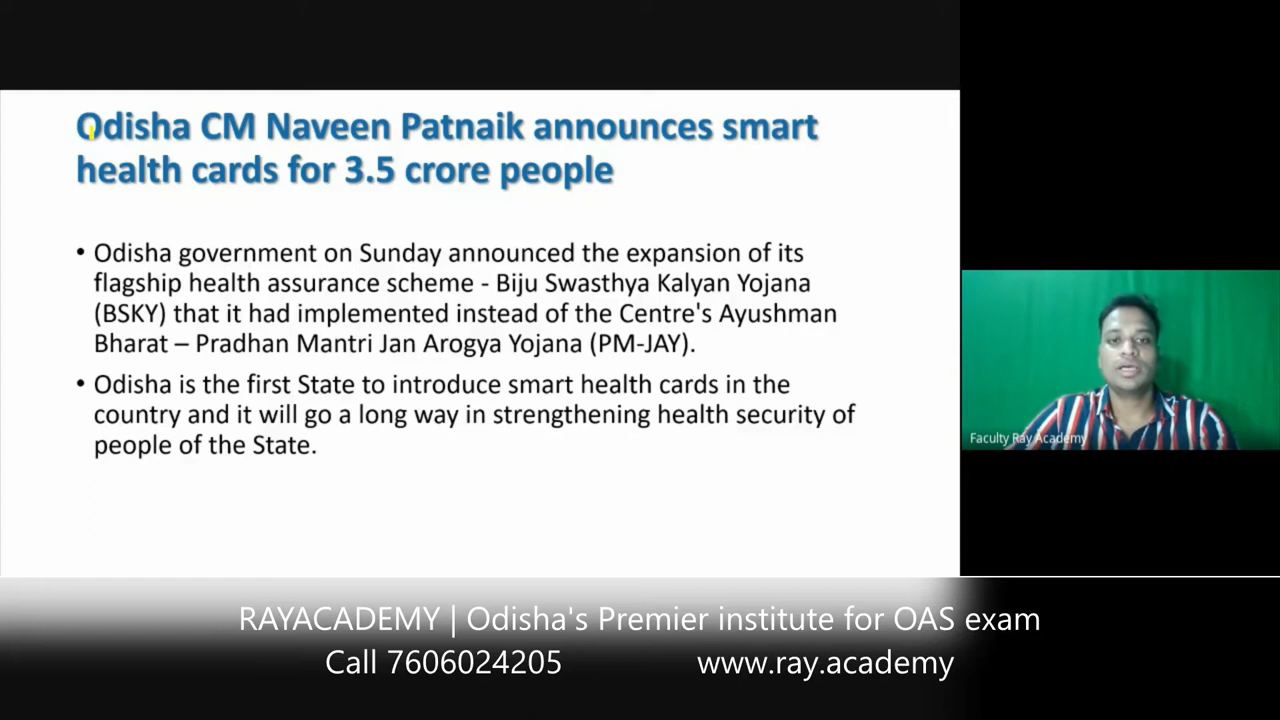 Odisha CM Naveen Patnaik announces smart
health cards for 3.5 crore people
• Odisha government on Sunday announced the expansion of its
flagship health assurance scheme - Biju Swasthya Kalyan Yojana
(BSKY) that it had implemented instead of the Centre's Ayushman
Bharat – Pradhan Mantri Jan Arogya Yojana (PM-JAY).
• Odisha is the first State to introduce smart health cards in the
country and it will go a long way in strengthening health security of
people of the State.
Faculty Ray Academy
RAYACADEMY | Odisha's Premier institute for OAS exam
Call 7606024205 www.ray.academy